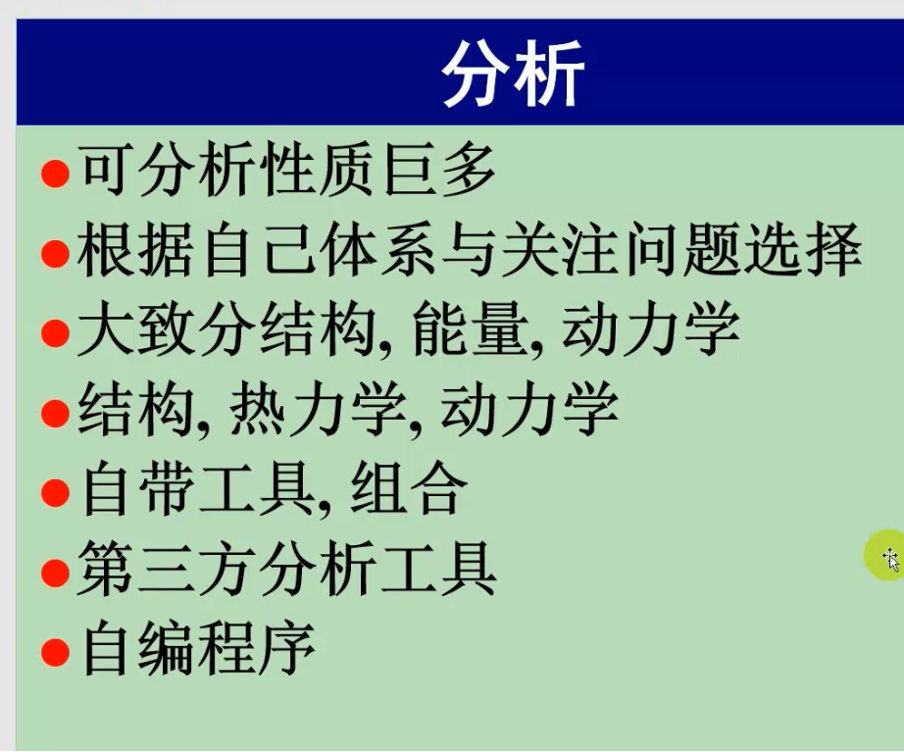 分析
●可分析性质巨多
●根据自己体系与关注问题选择
●大致分结构, 能量, 动力学
●结构, 热力学, 动力学
●自带工具, 组合
●第三方分析工具
●自编程序